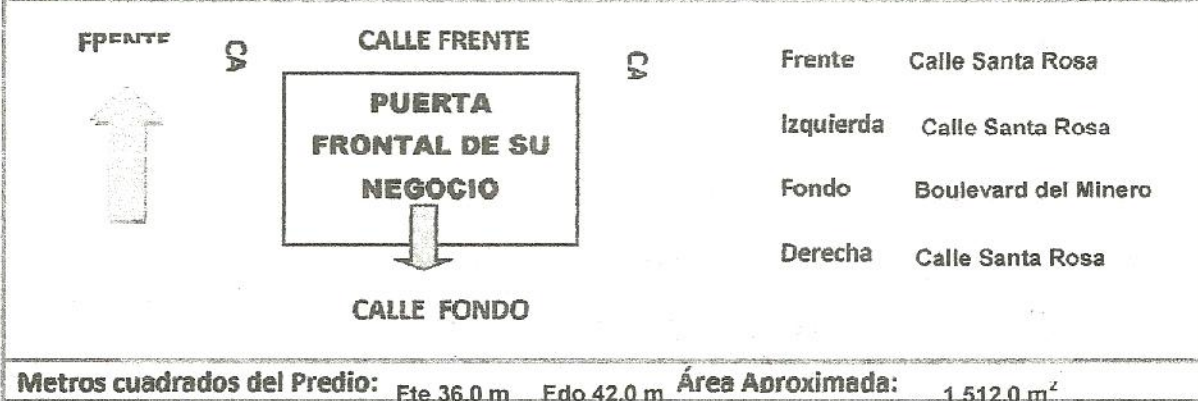 FRENTE
CA
CALLE FRENTE
CA
PUERTA
FRONTAL DE SU
NEGOCIO
CALLE FONDO
Frente Calle Santa Rosa
Izquierda Calle Santa Rosa
Fondo Boulevard del Minero
Derecha Calle Santa Rosa
Metros cuadrados del Predio: Fte 36.0 m Fdo 42.0 m Área Aproximada: 1 512.0 m²